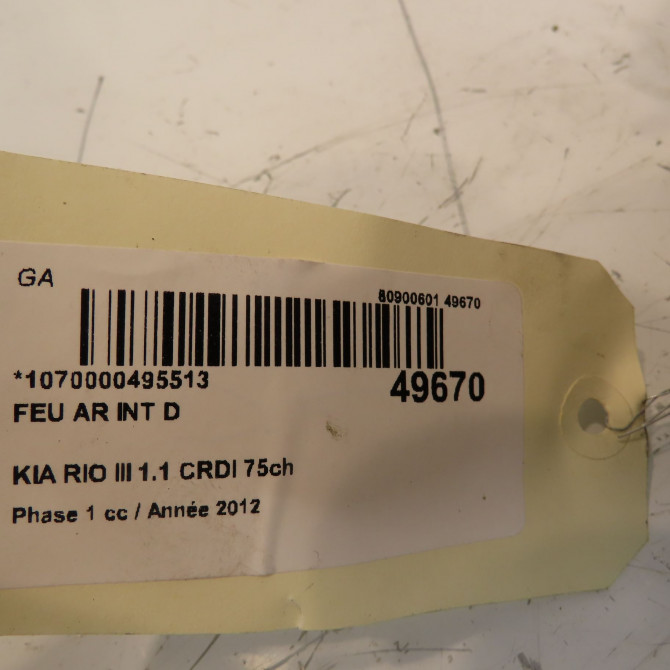 GA
80900601 49670
*1070000495513
49670
FEU AR INT D
KIA RIO III 1.1 CRDI 75ch
Phase 1 cc / Année 2012